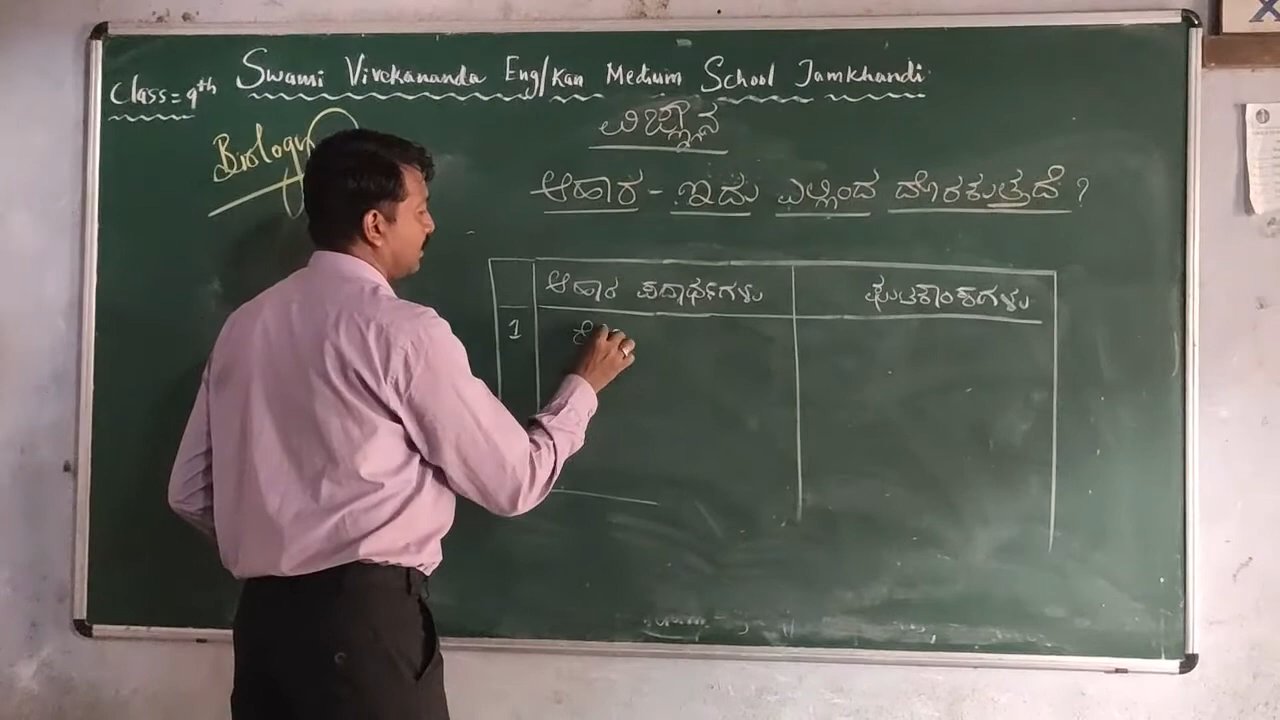 Class = 9th Swami Vivekananda Eng/Kan Medium School Jamkhandi
Biology
ವಿಜ್ಞಾನ
ಆಹಾರ - ಇದು ಎಲ್ಲಿಂದ ದೊರಕುತ್ತದೆ ?
ಆಹಾರ ಪದಾರ್ಥಗಳು ಘಟಕಾಂಶಗಳು
1